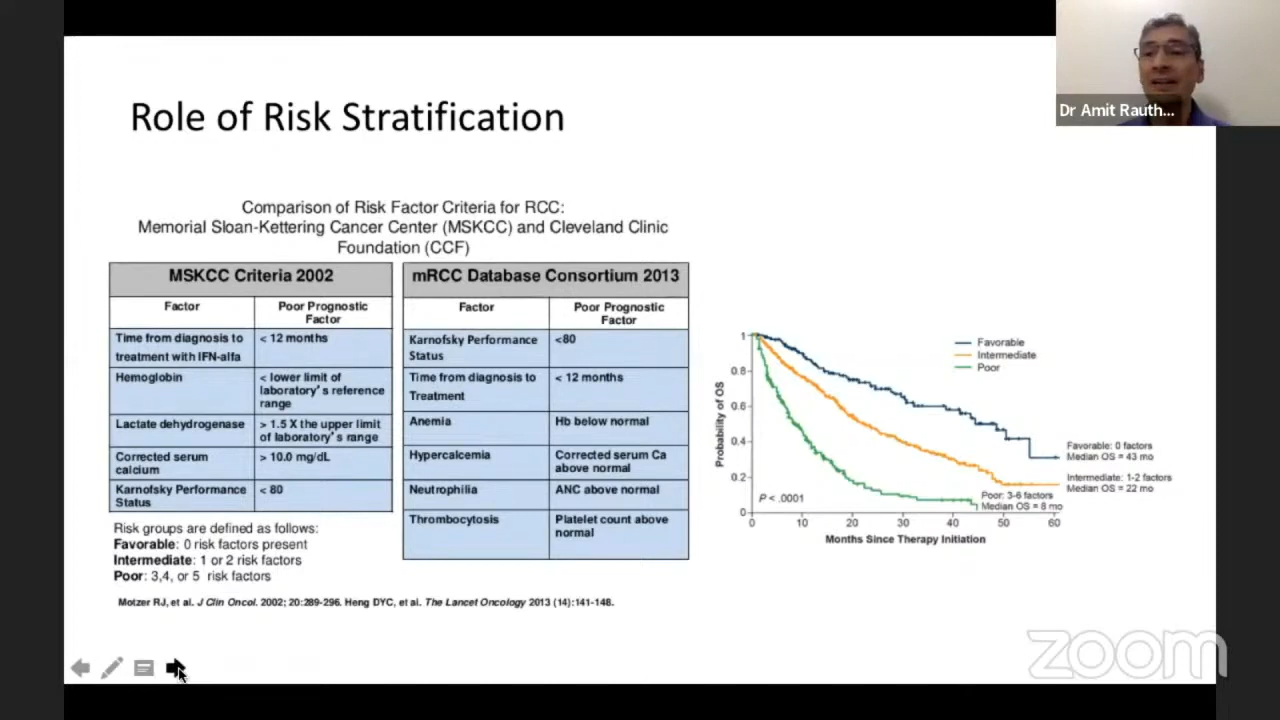 Dr Amit Rauth...
Role of Risk Stratification
Comparison of Risk Factor Criteria for RCC:
Memorial Sloan-Kettering Cancer Center (MSKCC) and Cleveland Clinic
Foundation (CCF)
MSKCC Criteria 2002
Factor
Poor Prognostic
Factor
Time from diagnosis to
treatment with IFN-alfa
< 12 months
Hemoglobin
< lower limit of
laboratory's reference
range
Lactate dehydrogenase
> 1.5 X the upper limit
of laboratory's range
Corrected serum
calcium
> 10.0 mg/dL
Karnofsky Performance
Status
< 80
mRCC Database Consortium 2013
Factor
Poor Prognostic
Factor
Karnofsky Performance
Status
<80
Time from diagnosis to
Treatment
< 12 months
Anemia
Hb below normal
Hypercalcemia
Corrected serum Ca
above normal
Neutrophilia
ANC above normal
Thrombocytosis
Platelet count above
normal
Risk groups are defined as follows:
Favorable: 0 risk factors present
Intermediate: 1 or 2 risk factors
Poor: 3,4, or 5 risk factors
Motzer RJ, et al. J Clin Oncol. 2002; 20:289-296. Heng DYC, et al. The Lancet Oncology 2013 (14):141-148.
Probability of OS
1
0.8
0.6
0.4
0.2
0
Favorable
Intermediate
Poor
Favorable: 0 factors
Median OS = 43 mo
Intermediate: 1-2 factors
Median OS = 22 mo
Poor: 3-6 factors
Median OS = 8 mo
P < .0001
0 10 20 30 40 50 60
Months Since Therapy Initiation
zoom